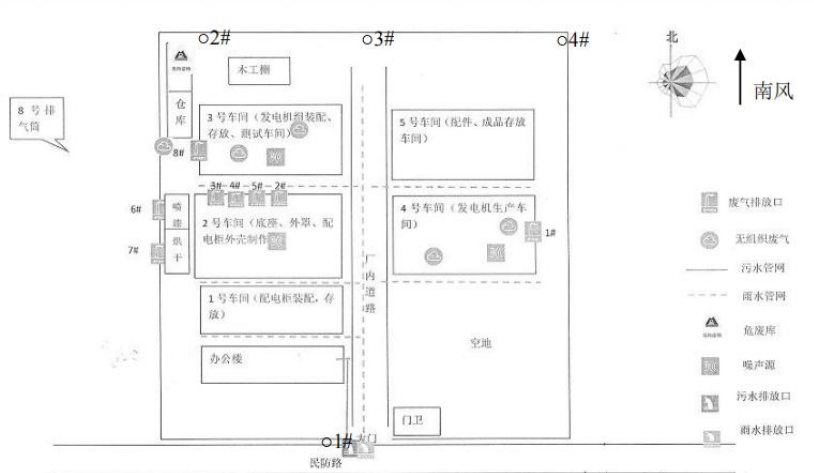 ○2#
○3#
○4#
北
南风
木工棚
8 号排
气筒
仓
库
3 号车间（发电机组装配、
存放、测试车间）
5 号车间（配件、成品存放
车间）
8#
3#
4#
5#
2#
6#
喷
漆
烘
干
7#
2 号车间（底座、外罩、配
电柜外壳制作
4 号车间（发电机生产车
间）
1#
厂
内
道
路
1 号车间（配电柜装配，存
放）
办公楼
空地
门卫
○1#
大门
民防路
废气排放口
无组织废气
污水管网
雨水管网
危废库
噪声源
污水排放口
雨水排放口